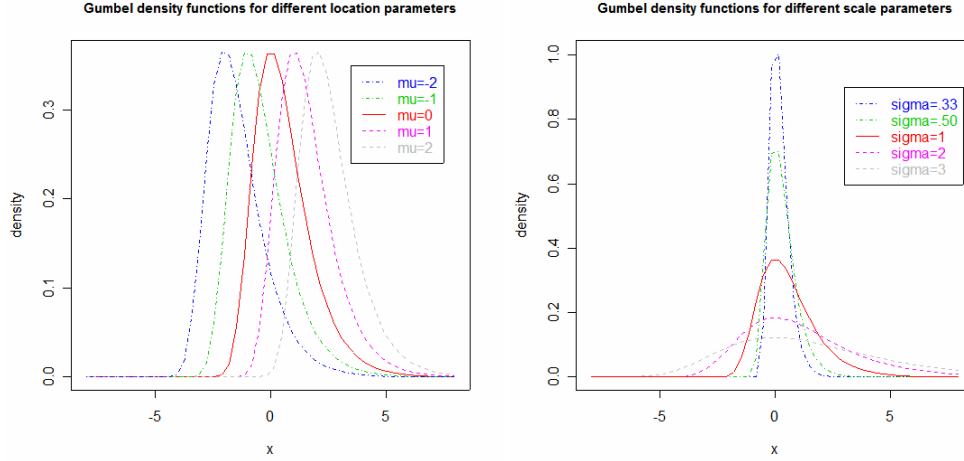 Gumbel density functions for different location parameters
density
0.0
0.1
0.2
0.3
mu=-2
mu=-1
mu=0
mu=1
mu=2
-5
0
5
x
Gumbel density functions for different scale parameters
density
0.0
0.2
0.4
0.6
0.8
1.0
sigma=.33
sigma=.50
sigma=1
sigma=2
sigma=3
-5
0
5
x